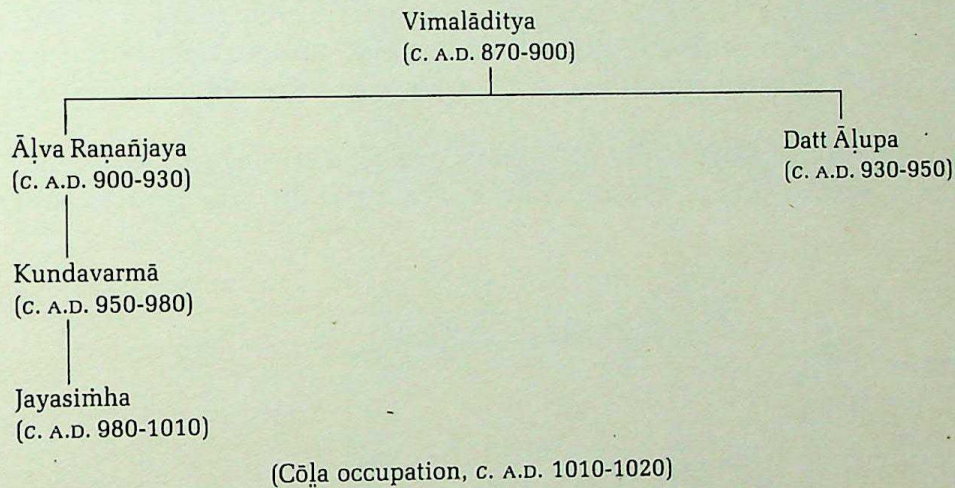 Vimalāditya
(C. A.D. 870-900)
Āḷva Raṇañjaya
(C. A.D. 900-930)
Datt Āḷupa
(C. A.D. 930-950)
Kundavarmā
(C. A.D. 950-980)
Jayasiṁha
(C. A.D. 980-1010)
(Cōḷa occupation, C. A.D. 1010-1020)